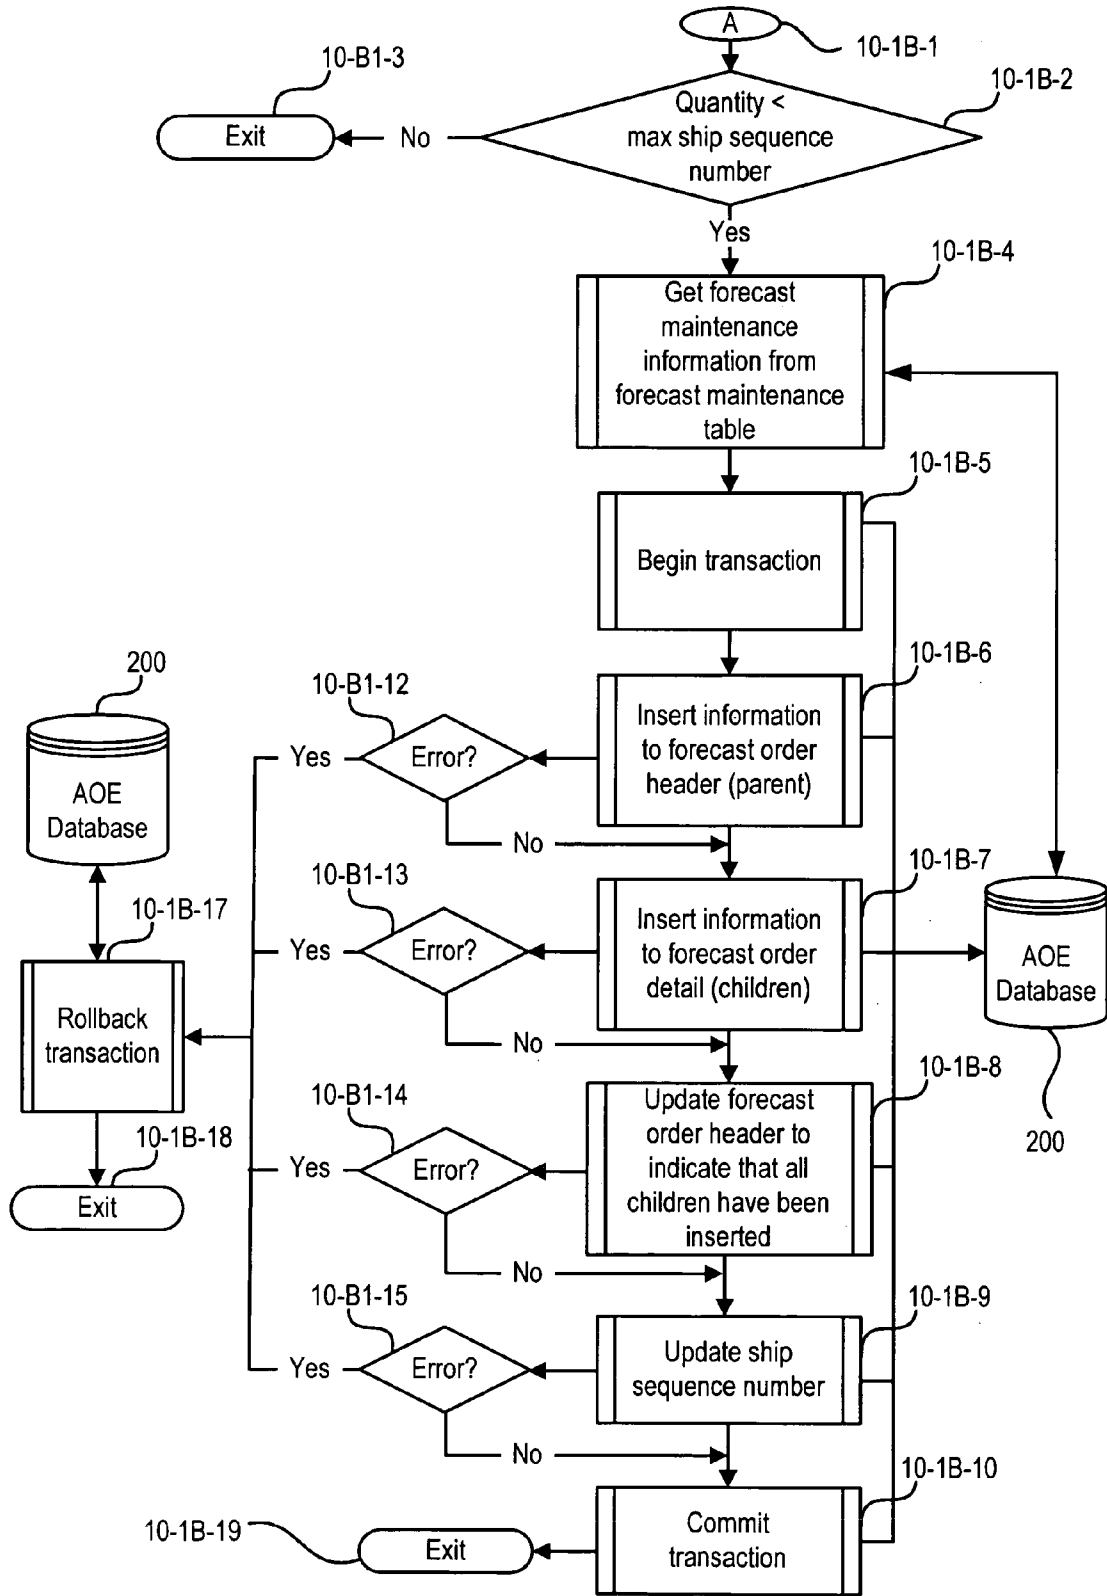 A
10-1B-1
10-B1-3
10-1B-2
Quantity <
max ship sequence
number
Exit
No
Yes
10-1B-4
Get forecast
maintenance
information from
forecast maintenance
table
10-1B-5
Begin transaction
10-1B-6
200
10-B1-12
Insert information
to forecast order
header (parent)
Yes
Error?
AOE
Database
No
10-B1-13
10-1B-7
10-1B-17
Insert information
to forecast order
detail (children)
Yes
Error?
AOE
Database
Rollback
transaction
No
10-1B-8
10-B1-14
Update forecast
order header to
indicate that all
children have been
inserted
200
10-1B-18
Yes
Error?
Exit
No
10-B1-15
10-1B-9
Update ship
sequence number
Yes
Error?
No
10-1B-10
Commit
transaction
10-1B-19
Exit